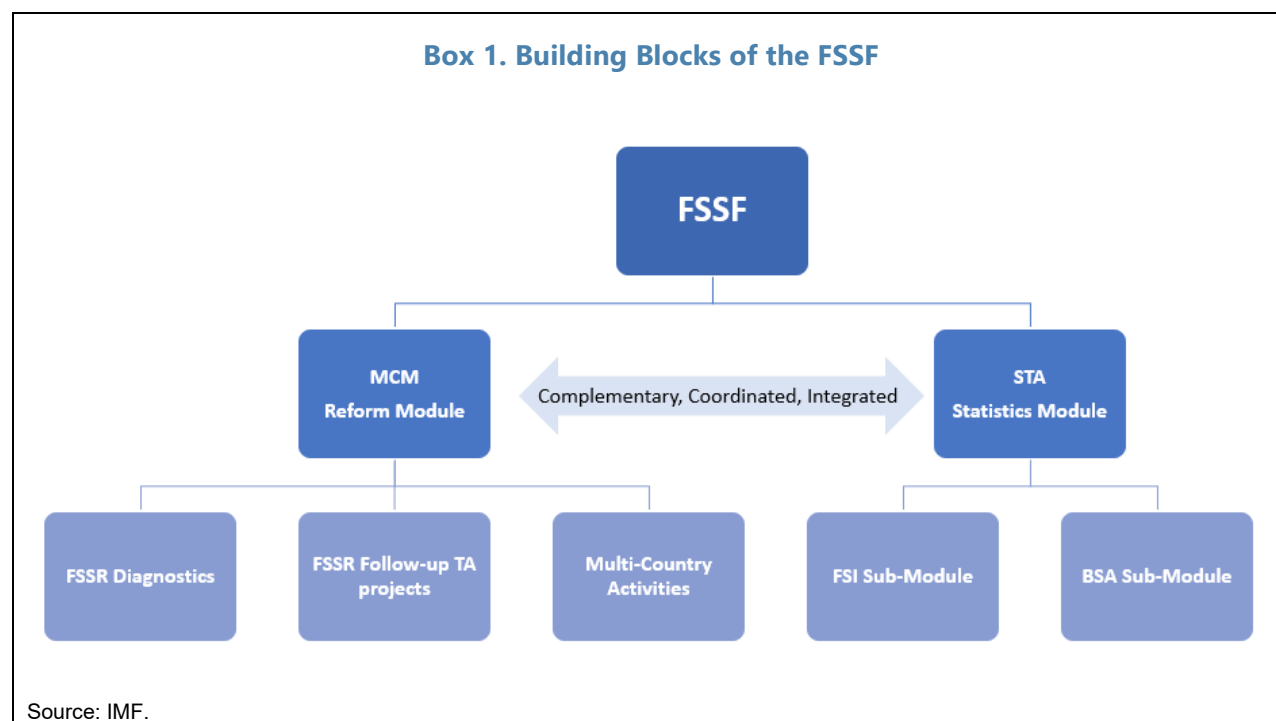 Box 1. Building Blocks of the FSSF
FSSF
MCM
Reform Module
Complementary, Coordinated, Integrated
STA
Statistics Module
FSSR Diagnostics
FSSR Follow-up TA
projects
Multi-Country
Activities
FSI Sub-Module
BSA Sub-Module
Source: IMF.